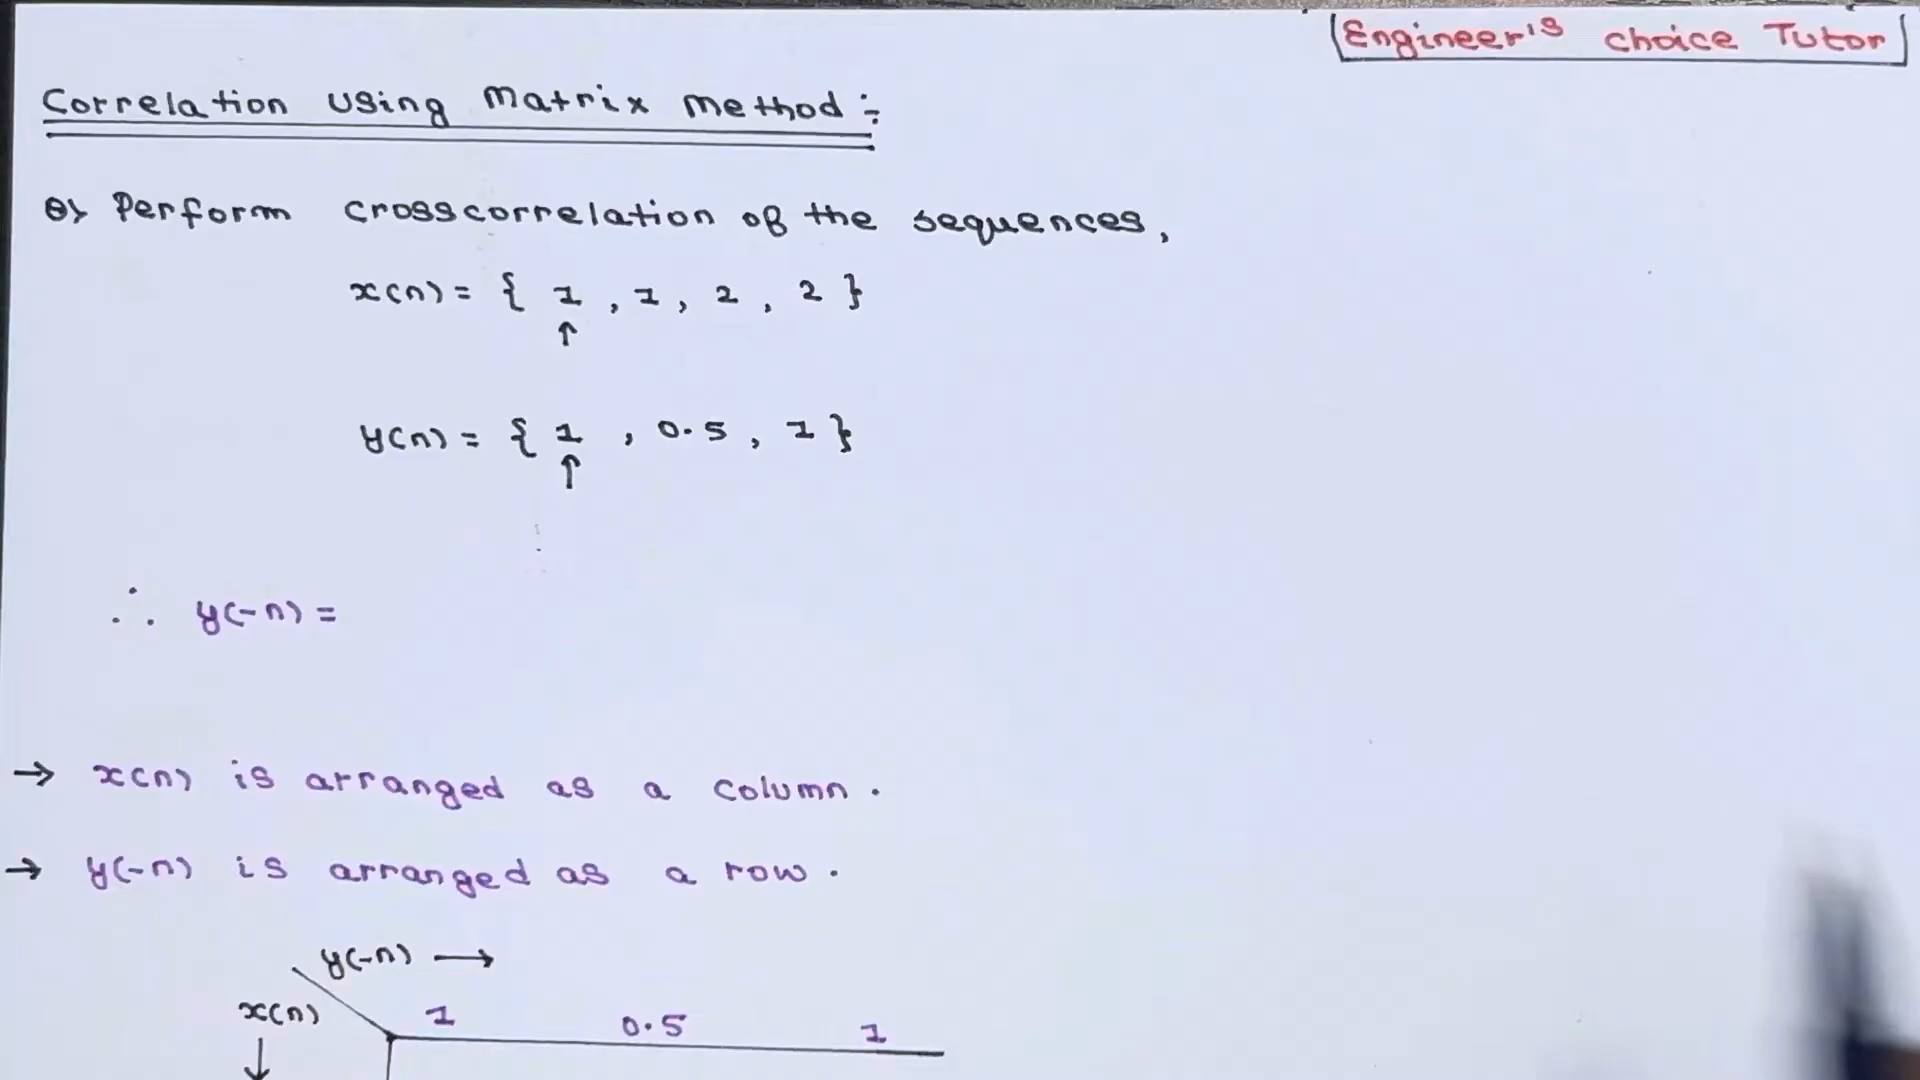 Engineer's choice Tutor
Correlation using Matrix Method :-
Q) Perform crosscorrelation of the sequences,
x(n) = { 1 , 1 , 2 , 2 }
↑
y(n) = { 1 , 0.5 , 1 }
↑
∴ y(-n) =
→ x(n) is arranged as a column .
→ y(-n) is arranged as a row .
y(-n) →
x(n) 1 0.5 1
↓